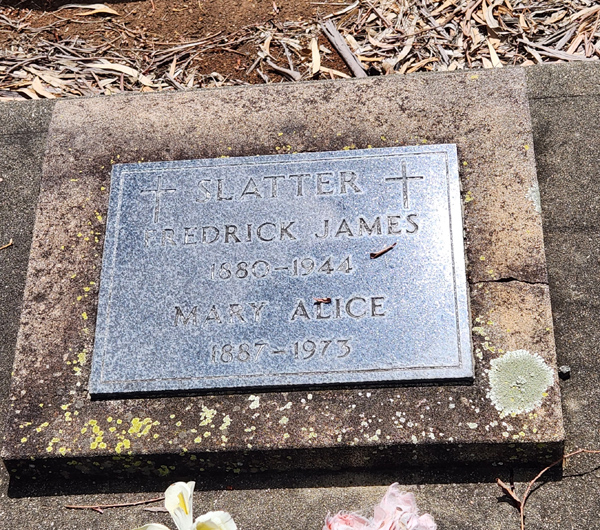 SLATTER
FREDRICK JAMES
1880-1944
MARY ALICE
1887-1973